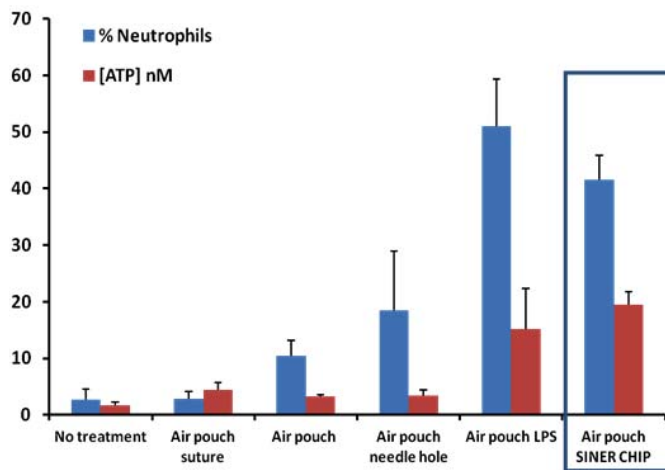 70
60
50
40
30
20
10
0
% Neutrophils
[ATP] nM
No treatment
Air pouch
suture
Air pouch
Air pouch
needle hole
Air pouch LPS
Air pouch
SINER CHIP